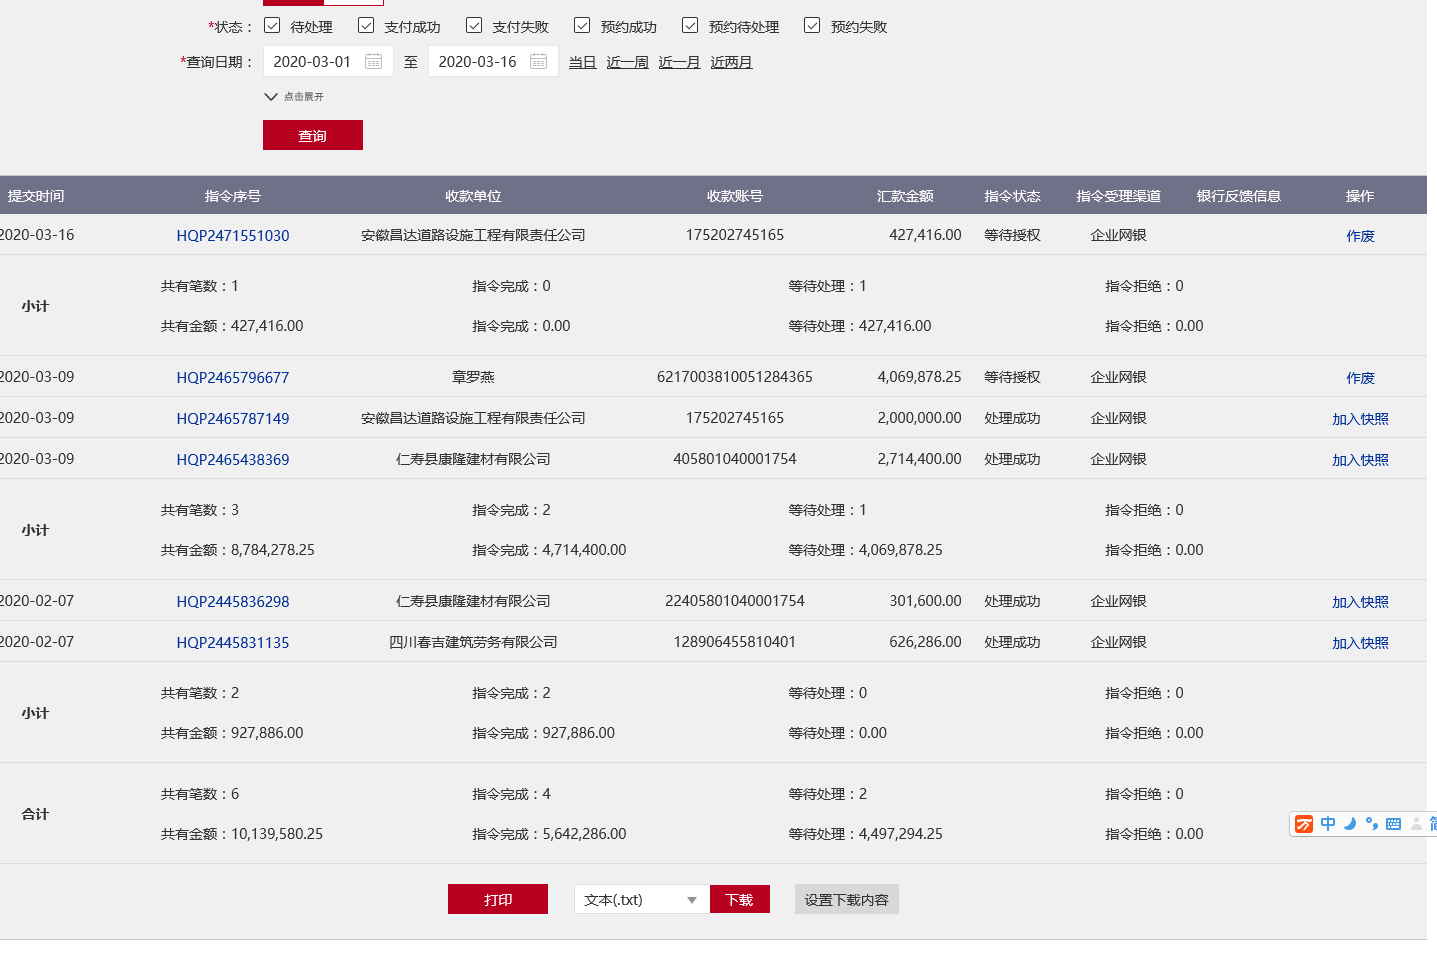 *状态： 待处理 支付成功 支付失败 预约成功 预约待处理 预约失败
*查询日期： 2020-03-01 至 2020-03-16 当日 近一周 近一月 近两月
点击展开
查询
提交时间 指令序号 收款单位 收款账号 汇款金额 指令状态 指令受理渠道 银行反馈信息 操作
2020-03-16 HQP2471551030 安徽昌达道路设施工程有限责任公司 175202745165 427,416.00 等待授权 企业网银 作废
共有笔数：1 指令完成：0 等待处理：1 指令拒绝：0
小计
共有金额：427,416.00 指令完成：0.00 等待处理：427,416.00 指令拒绝：0.00
2020-03-09 HQP2465796677 章罗燕 6217003810051284365 4,069,878.25 等待授权 企业网银 作废
2020-03-09 HQP2465787149 安徽昌达道路设施工程有限责任公司 175202745165 2,000,000.00 处理成功 企业网银 加入快照
2020-03-09 HQP2465438369 仁寿县康隆建材有限公司 405801040001754 2,714,400.00 处理成功 企业网银 加入快照
共有笔数：3 指令完成：2 等待处理：1 指令拒绝：0
小计
共有金额：8,784,278.25 指令完成：4,714,400.00 等待处理：4,069,878.25 指令拒绝：0.00
2020-02-07 HQP2445836298 仁寿县康隆建材有限公司 22405801040001754 301,600.00 处理成功 企业网银 加入快照
2020-02-07 HQP2445831135 四川春吉建筑劳务有限公司 128906455810401 626,286.00 处理成功 企业网银 加入快照
共有笔数：2 指令完成：2 等待处理：0 指令拒绝：0
小计
共有金额：927,886.00 指令完成：927,886.00 等待处理：0.00 指令拒绝：0.00
共有笔数：6 指令完成：4 等待处理：2 指令拒绝：0
合计
共有金额：10,139,580.25 指令完成：5,642,286.00 等待处理：4,497,294.25 指令拒绝：0.00
中
打印 文本(.txt) 下载 设置下载内容